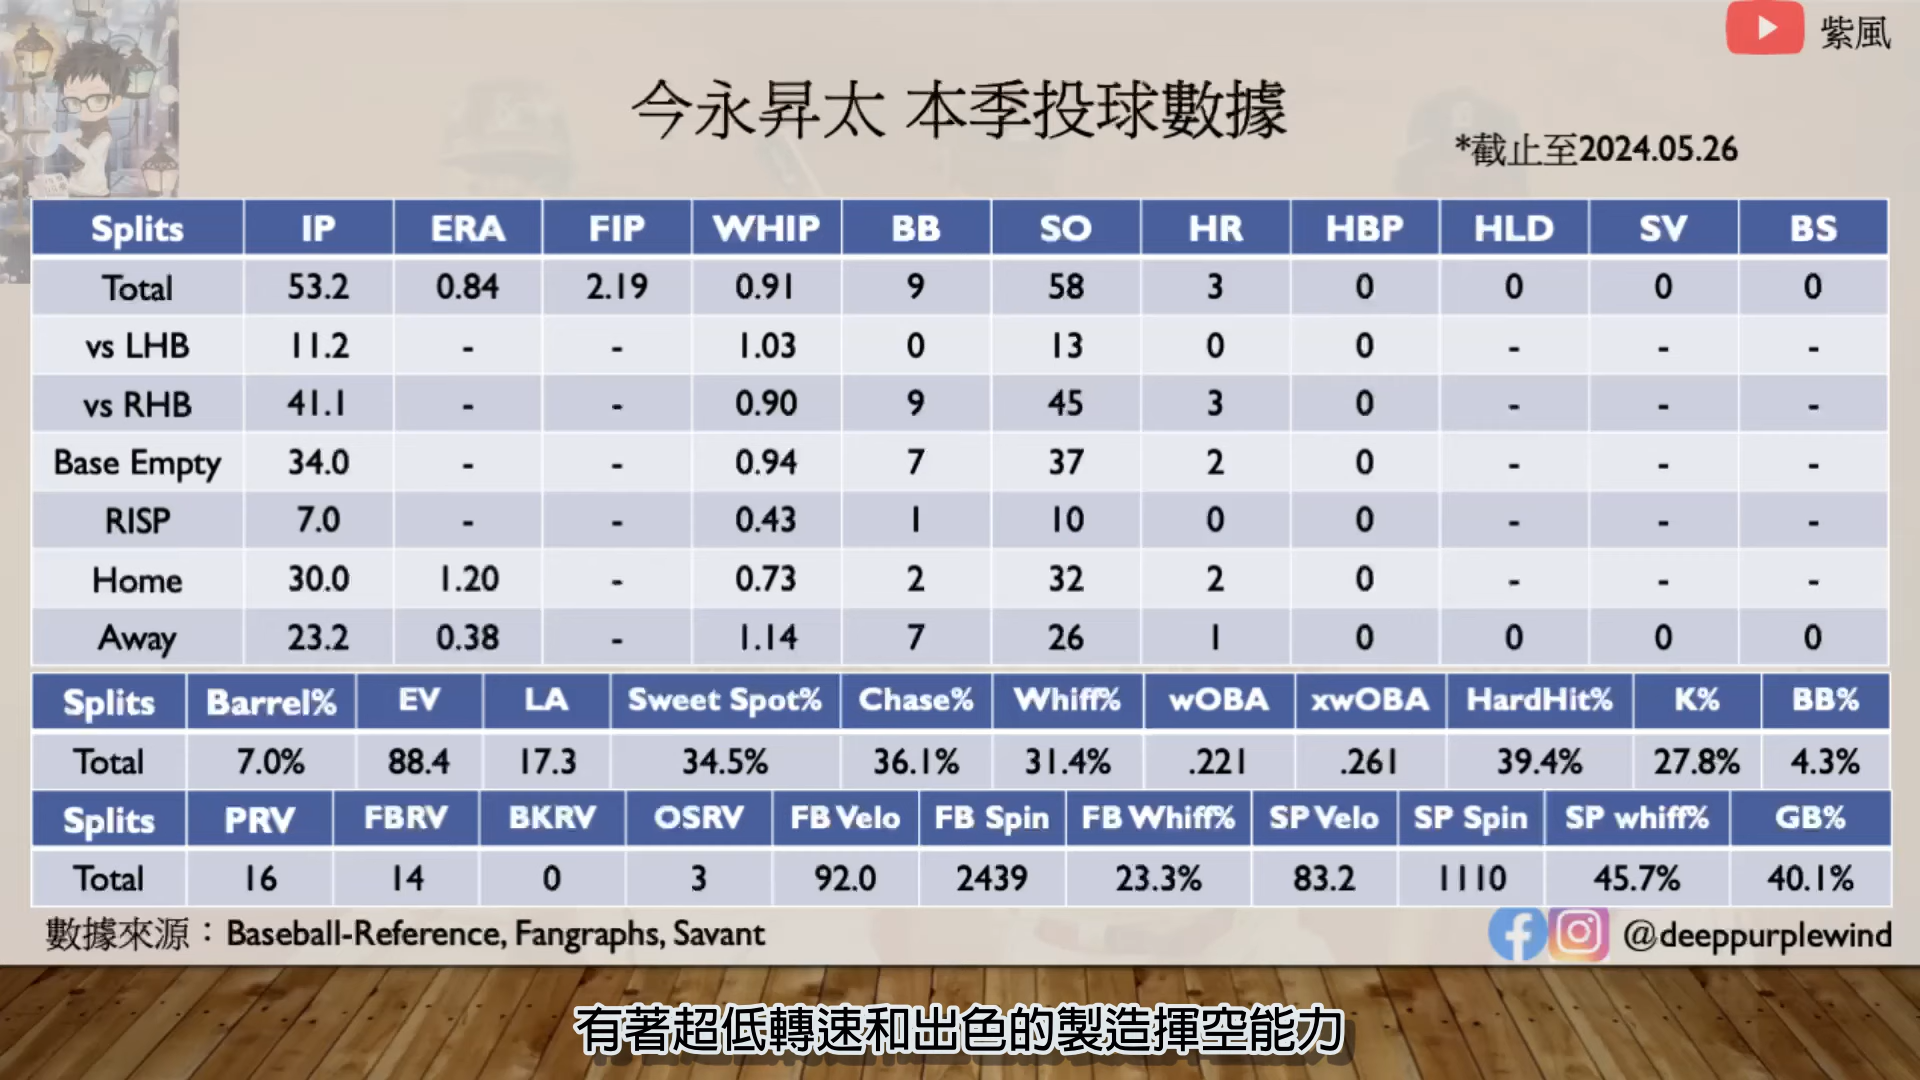 紫風
今永昇太 本季投球數據
*截止至2024.05.26
Splits IP ERA FIP WHIP BB SO HR HBP HLD SV BS
Total 53.2 0.84 2.19 0.91 9 58 3 0 0 0 0
vs LHB 11.2 - - 1.03 0 13 0 0 - - -
vs RHB 41.1 - - 0.90 9 45 3 0 - - -
Base Empty 34.0 - - 0.94 7 37 2 0 - - -
RISP 7.0 - - 0.43 1 10 0 0 - - -
Home 30.0 1.20 - 0.73 2 32 2 0 - - -
Away 23.2 0.38 - 1.14 7 26 1 0 0 0 0
Splits Barrel% EV LA Sweet Spot% Chase% Whiff% wOBA xwOBA HardHit% K% BB%
Total 7.0% 88.4 17.3 34.5% 36.1% 31.4% .221 .261 39.4% 27.8% 4.3%
Splits PRV FBRV BKRV OSRV FB Velo FB Spin FB Whiff% SP Velo SP Spin SP whiff% GB%
Total 16 14 0 3 92.0 2439 23.3% 83.2 1110 45.7% 40.1%
數據來源：Baseball-Reference, Fangraphs, Savant
@deeppurplewind
有著超低轉速和出色的製造揮空能力